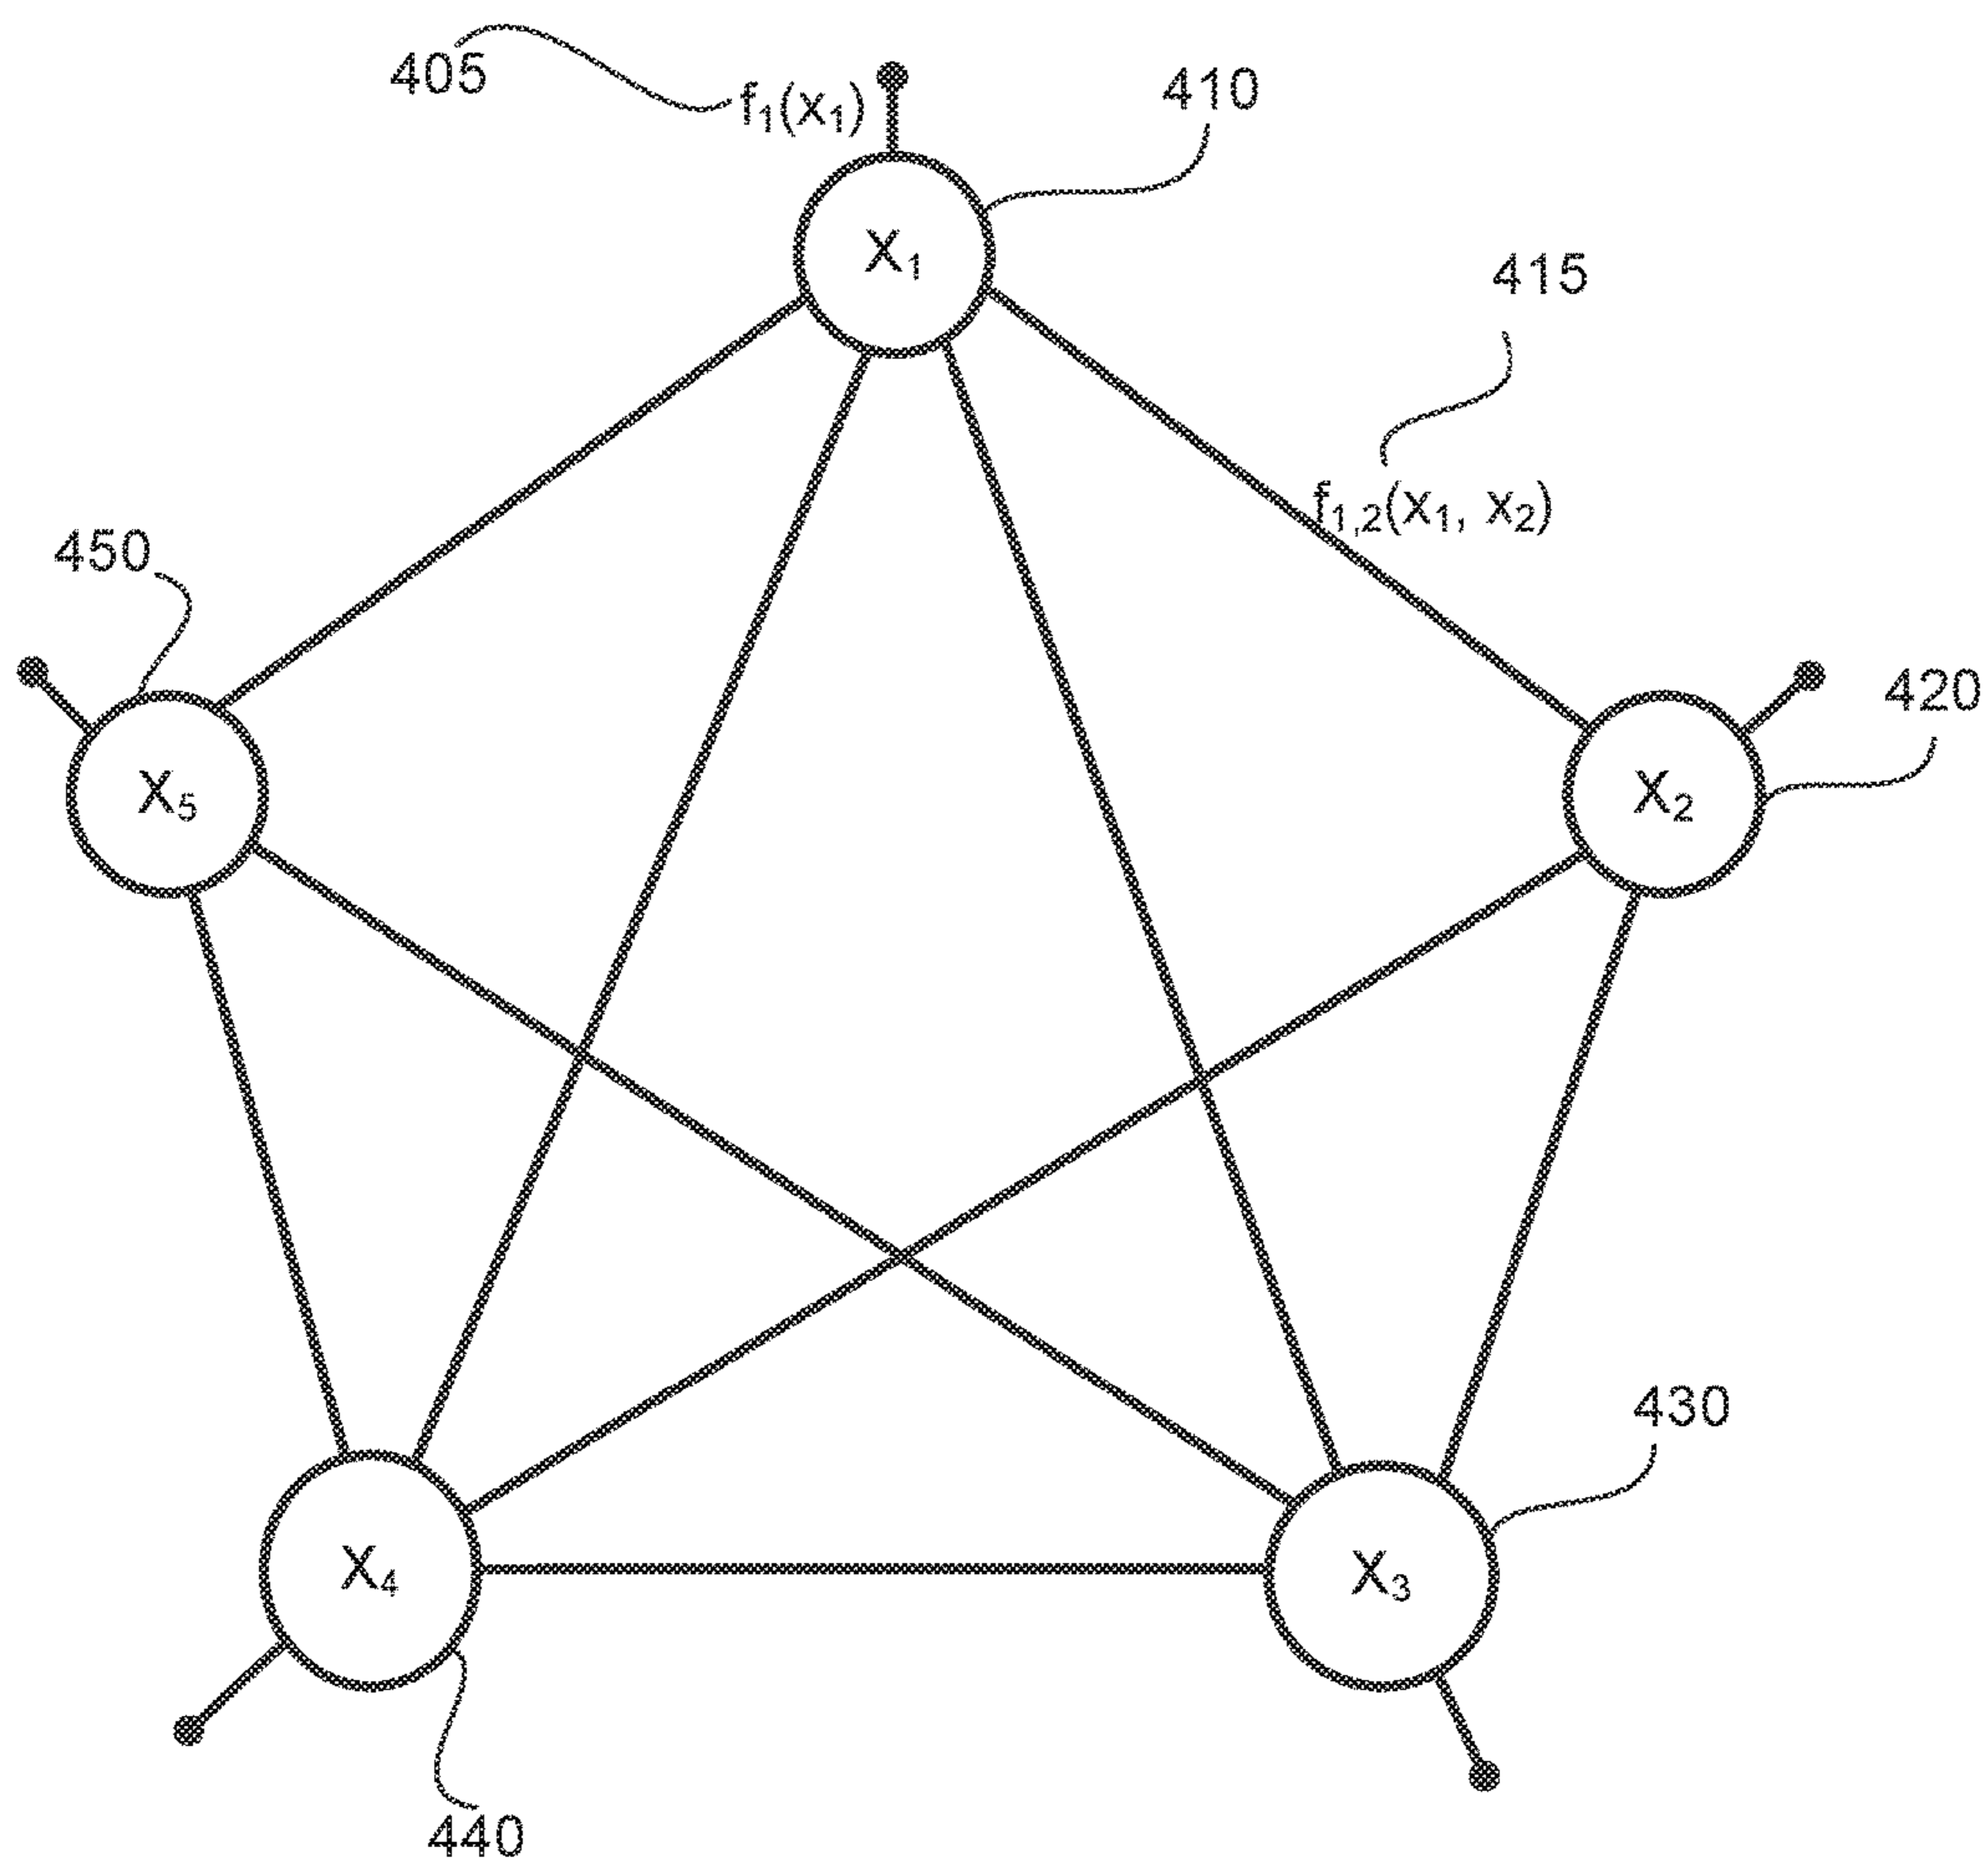 405
f₁(x₁)
410
X₁
415
f₁,₂(x₁, x₂)
450
420
X₅
X₂
430
X₄
X₃
440